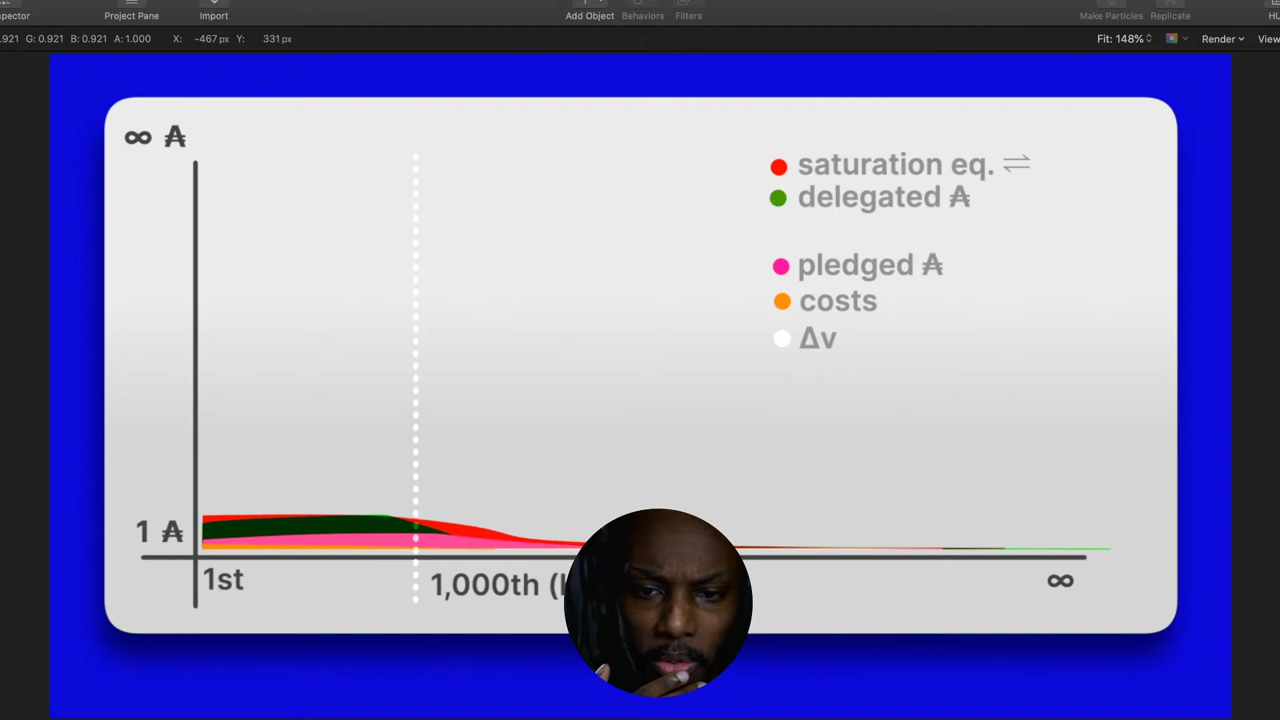 Project Pane
Import
Add Object
Behaviors
Filters
Make Particles
Replicate
.921 G: 0.921 B: 0.921 A: 1.000 X: -467 px Y: 331 px
Fit: 148%
Render
View
∞ ₳
saturation eq. ⇌
delegated ₳
pledged ₳
costs
Δv
1 ₳
1st
1,000th
∞